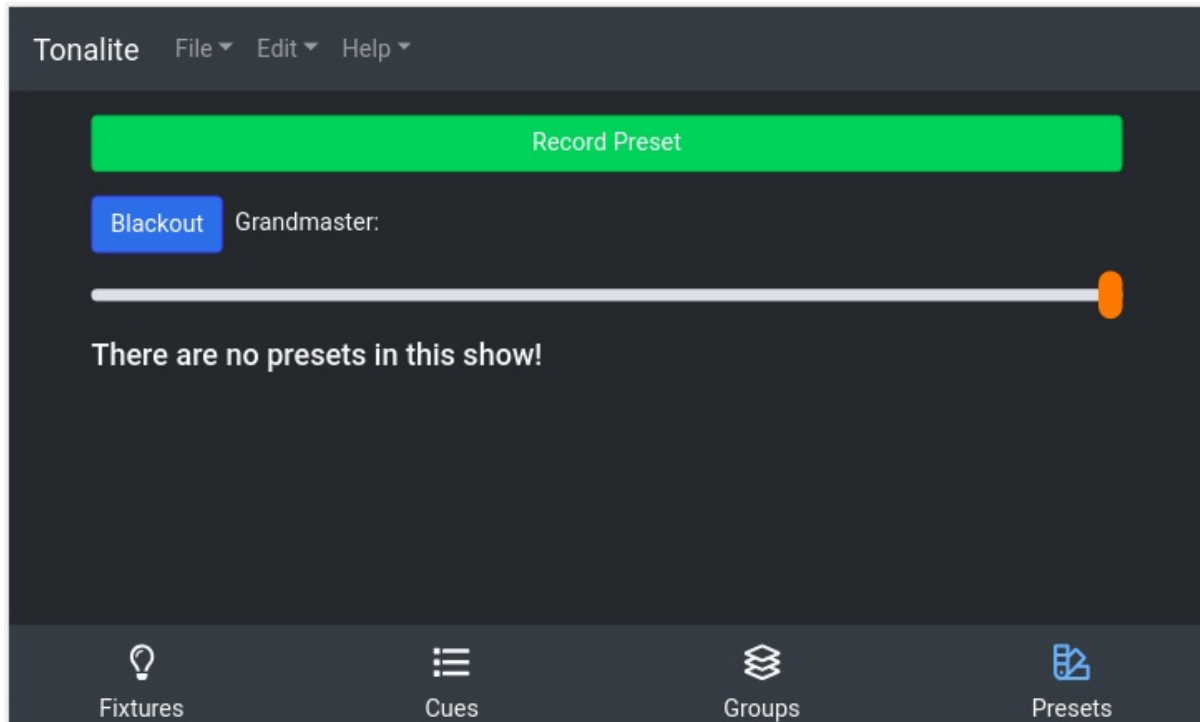 Tonalite File Edit Help
Record Preset
Blackout Grandmaster:
There are no presets in this show!
Fixtures Cues Groups Presets